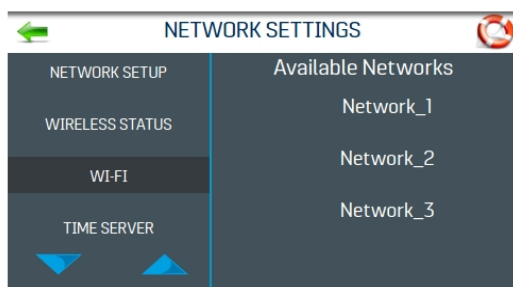 NETWORK SETTINGS
NETWORK SETUP
WIRELESS STATUS
WI-FI
TIME SERVER
Available Networks
Network_1
Network_2
Network_3